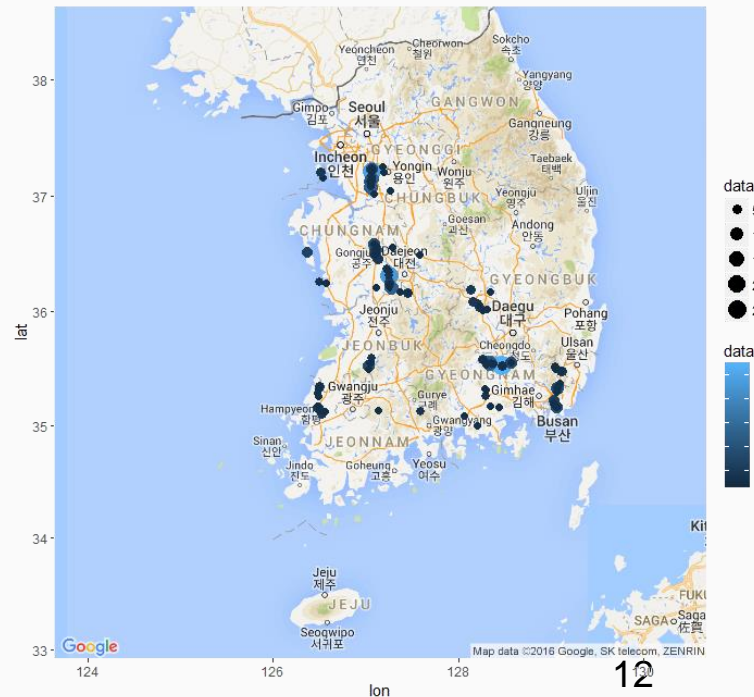 38
37
36
35
34
33
lat
124
126
128
130
lon
12
Sokcho
속초
Cheorwon
철원
Yeoncheon
연천
Yangyang
양양
GANGWON
Gimpo
김포
Seoul
서울
Gangneung
강릉
GYEONGGI
Incheon
인천
Yongin
용인
Wonju
원주
Taebaek
태백
CHUNGBUK
Yeongju
영주
Uljin
울진
Goesan
괴산
Andong
안동
CHUNGNAM
Gongju
공주
Daejeon
대전
GYEONGBUK
Jeonju
전주
Daegu
대구
Pohang
포항
JEONBUK
Cheongdo
Ulsan
울산
GYEONGNAM
Gwangju
광주
Gurye
구례
Gimhae
김해
Hampyeong
함평
Gwangyang
광양
Busan
부산
Sinan
신안
JEONNAM
Jindo
진도
Goheung
고흥
Yeosu
여수
Jeju
제주
JEJU
Seogwipo
서귀포
Kit
FUKU
SAGA
Saga
佐賀
Google
Map data ©2016 Google, SK telecom, ZENRIN
data
data